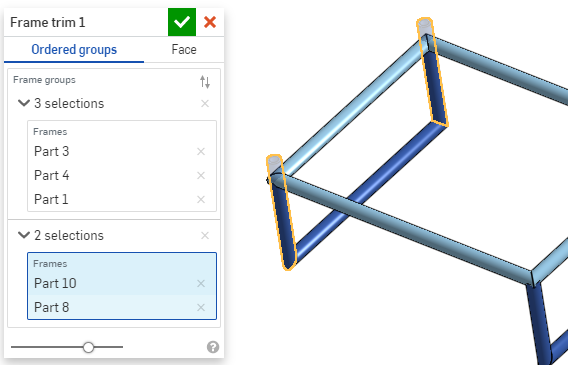 Frame trim 1
Ordered groups
Face
Frame groups
3 selections
Frames
Part 3
Part 4
Part 1
2 selections
Frames
Part 10
Part 8